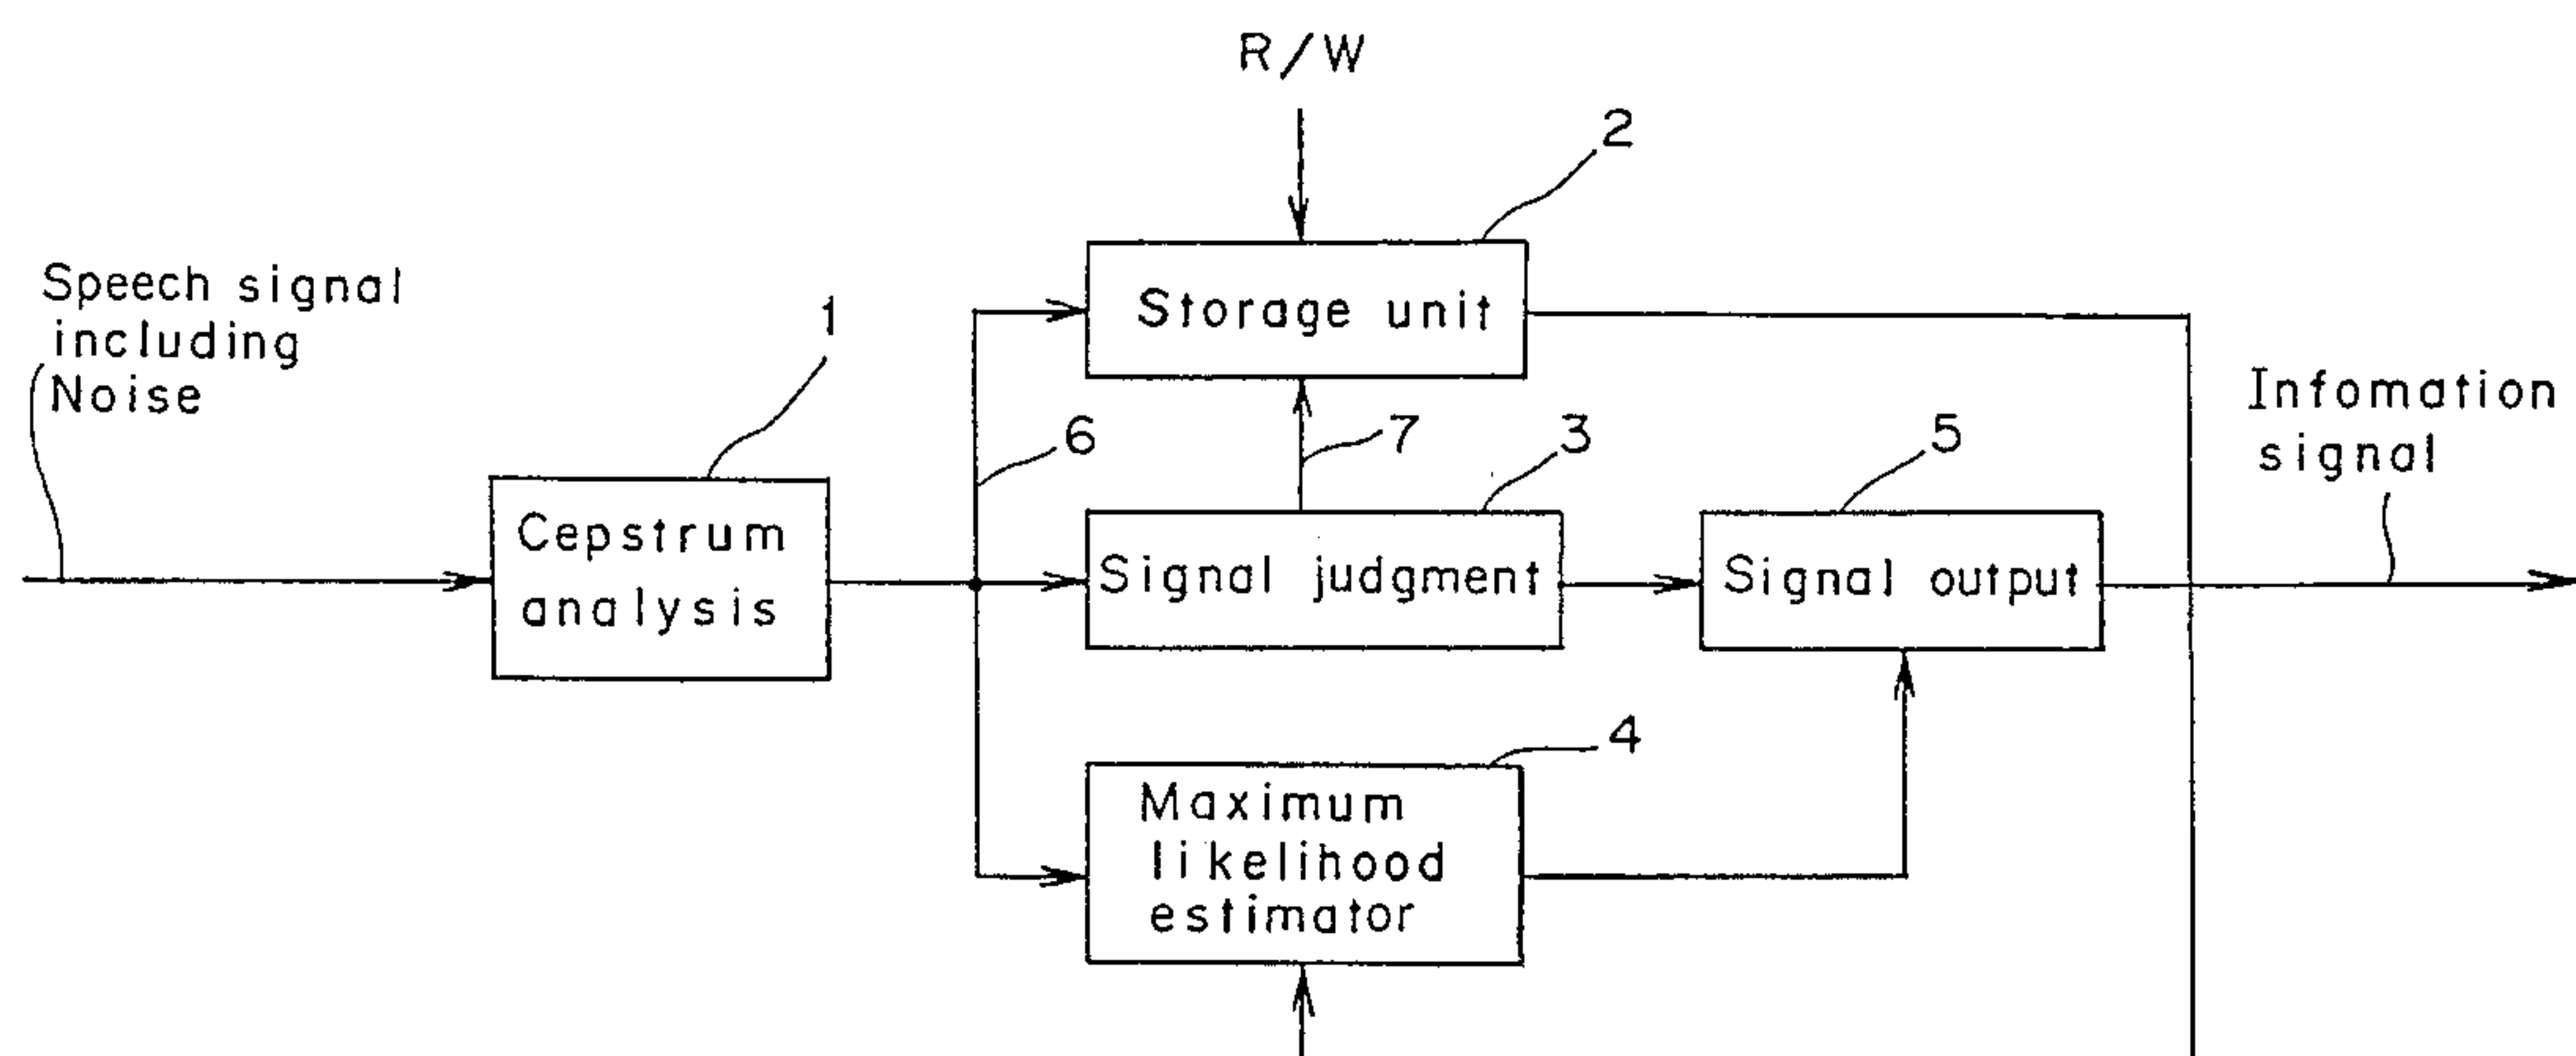 R/W
2
Speech signal
including
Noise
1
Storage unit
Infomation
signal
6
7
3
5
Cepstrum
analysis
Signal judgment
Signal output
4
Maximum
likelihood
estimator